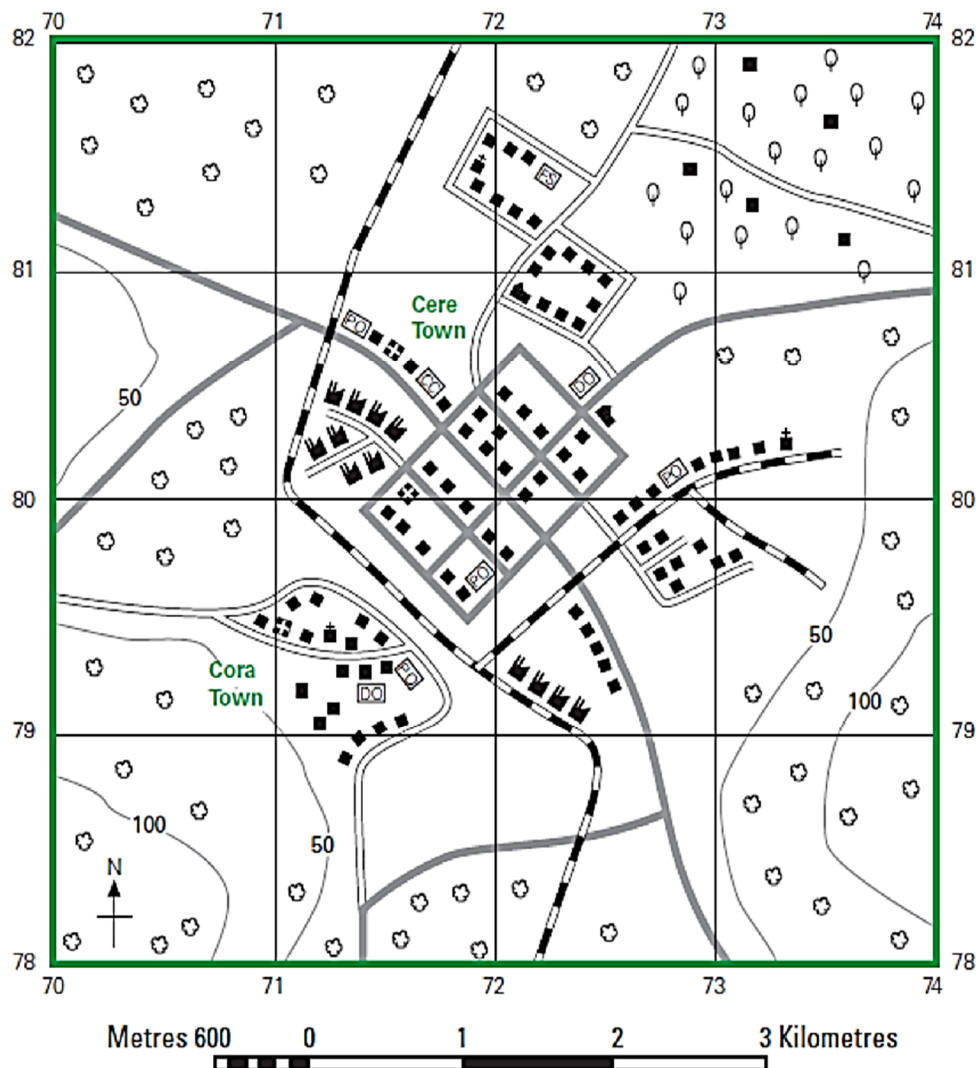 70 71 72 73 74
82 82
FS
81 81
Cere
Town
PO
CC
DO
50
PO
80 80
PO
50
Cora
Town
PO
DO
100
79 79
100
50
N
78 78
70 71 72 73 74
Metres 600 0 1 2 3 Kilometres